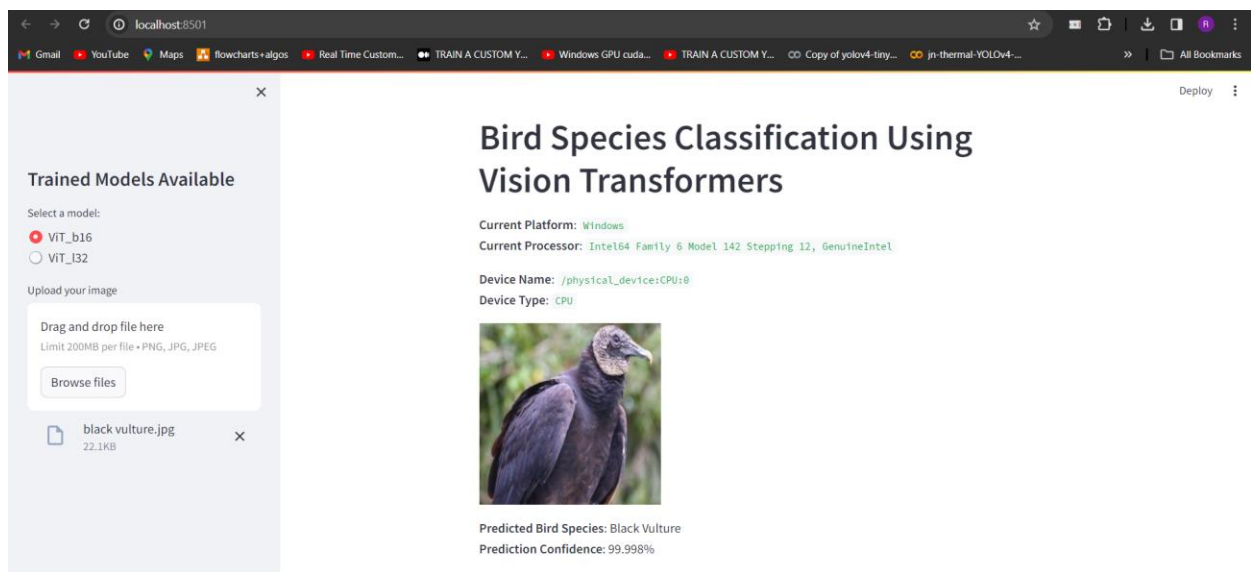 localhost:8501
R
Gmail YouTube Maps flowcharts+algos Real Time Custom... TRAIN A CUSTOM Y... Windows GPU cuda... TRAIN A CUSTOM Y... Copy of yolov4-tiny... jn-thermal-YOLOv4-... » All Bookmarks
Deploy
Bird Species Classification Using
Vision Transformers
Trained Models Available
Select a model:
ViT_b16
ViT_l32
Upload your image
Drag and drop file here
Limit 200MB per file • PNG, JPG, JPEG
Browse files
black vulture.jpg
22.1KB
Current Platform: Windows
Current Processor: Intel64 Family 6 Model 142 Stepping 12, GenuineIntel
Device Name: /physical_device:CPU:0
Device Type: CPU
Predicted Bird Species: Black Vulture
Prediction Confidence: 99.998%